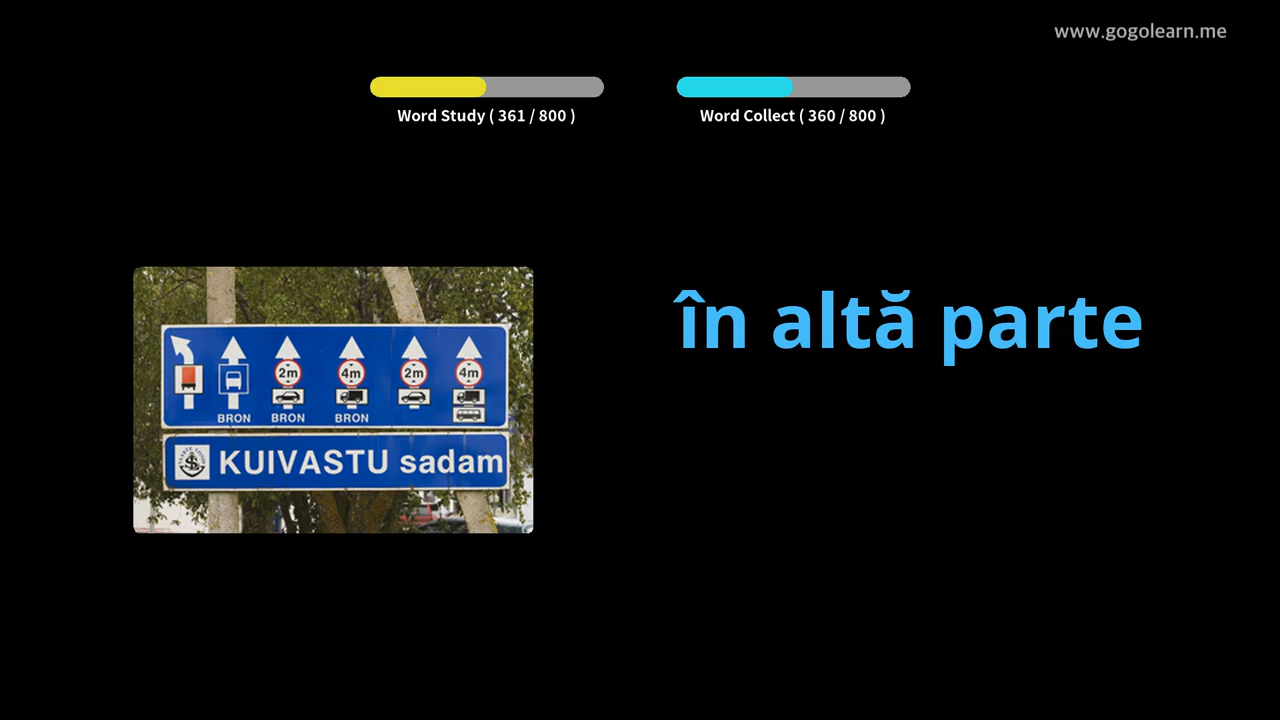 www.gogolearn.me
Word Study ( 361 / 800 )
Word Collect ( 360 / 800 )
în altă parte
2m 4m 2m 4m
BRON BRON BRON
KUIVASTU sadam